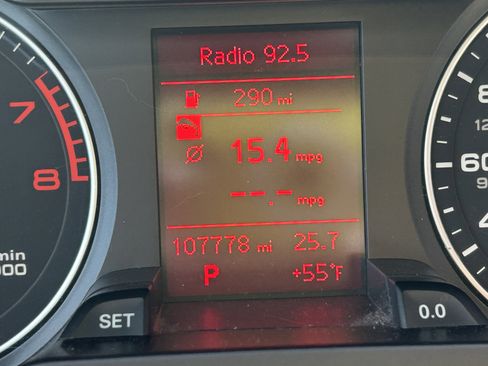 Radio 92.5
290 mi
Ø 15.4 mpg
--.- mpg
107778 mi 25.7
P +55°F
7
8
min
000
SET
0.0
60